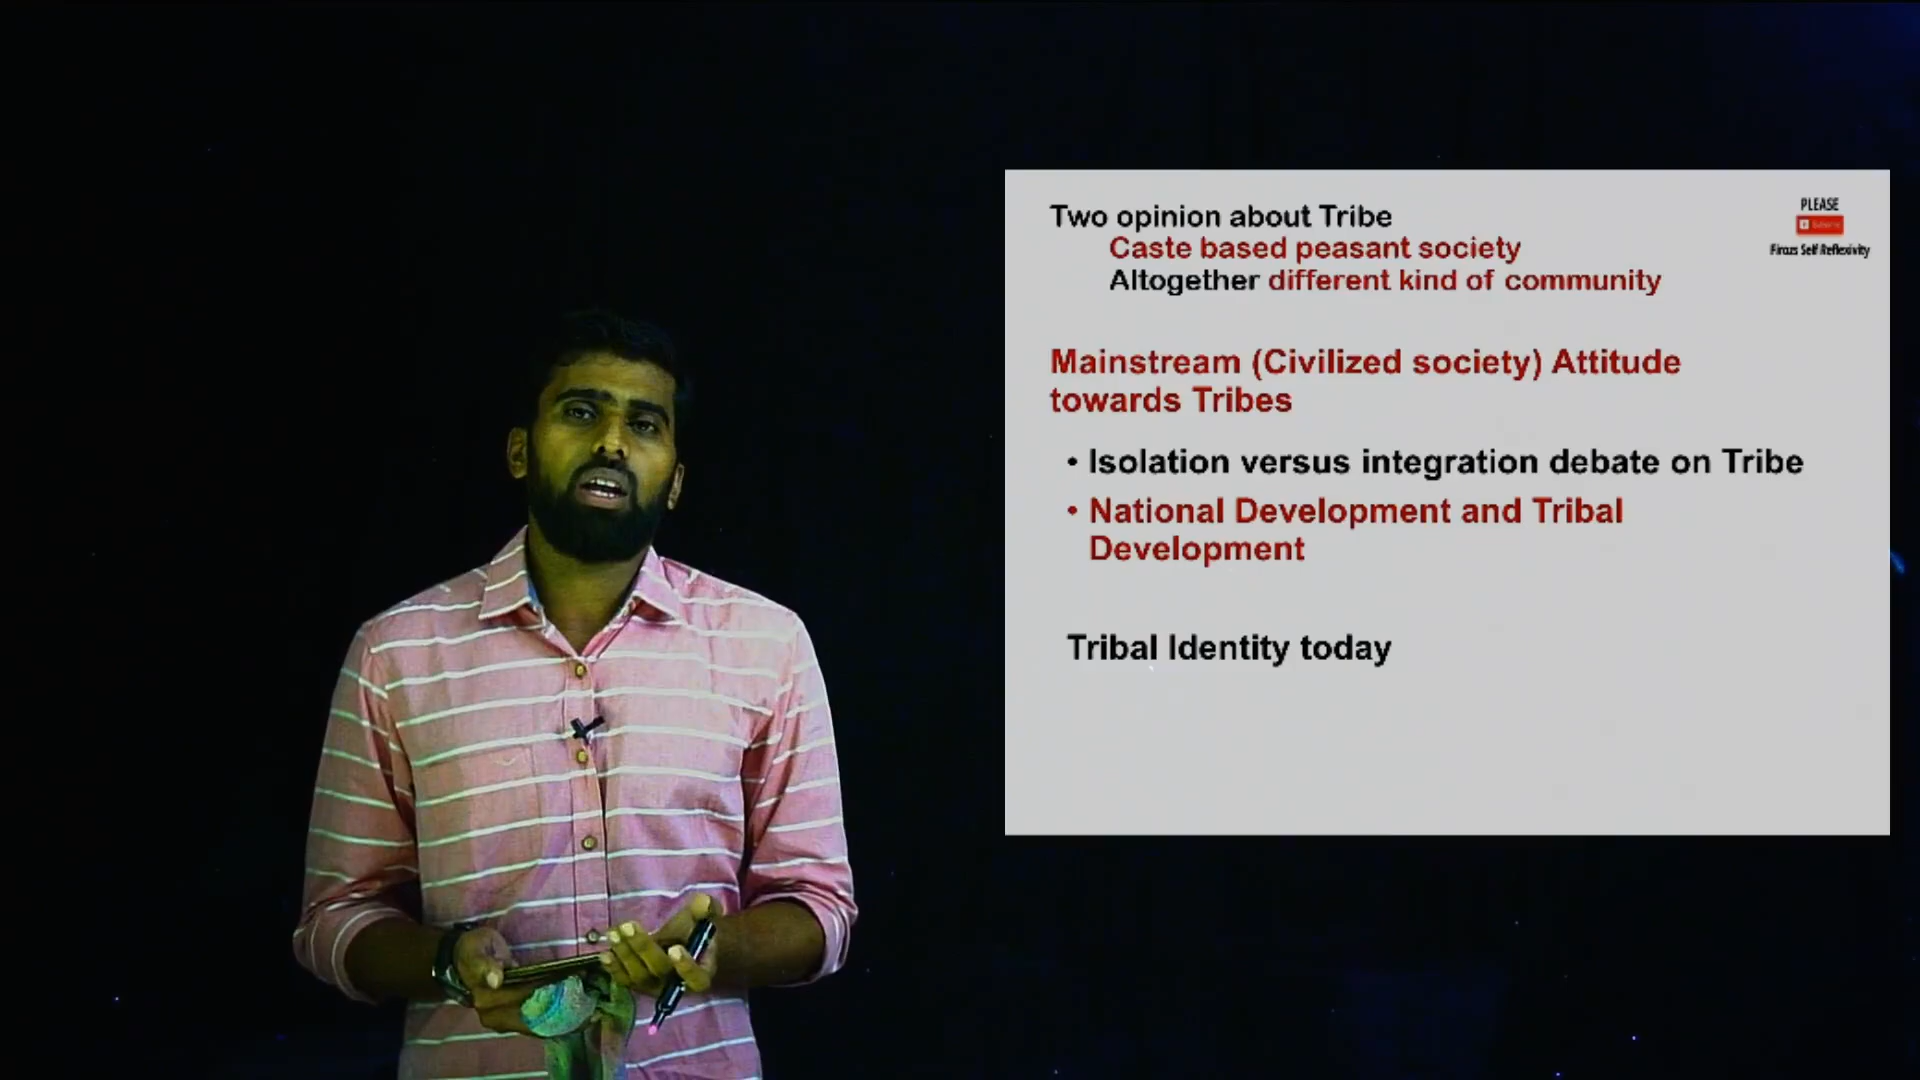 Two opinion about Tribe
Caste based peasant society
Altogether different kind of community
Mainstream (Civilized society) Attitude
towards Tribes
• Isolation versus integration debate on Tribe
• National Development and Tribal
Development
Tribal Identity today
PLEASE
Firozs Self Reflexivity